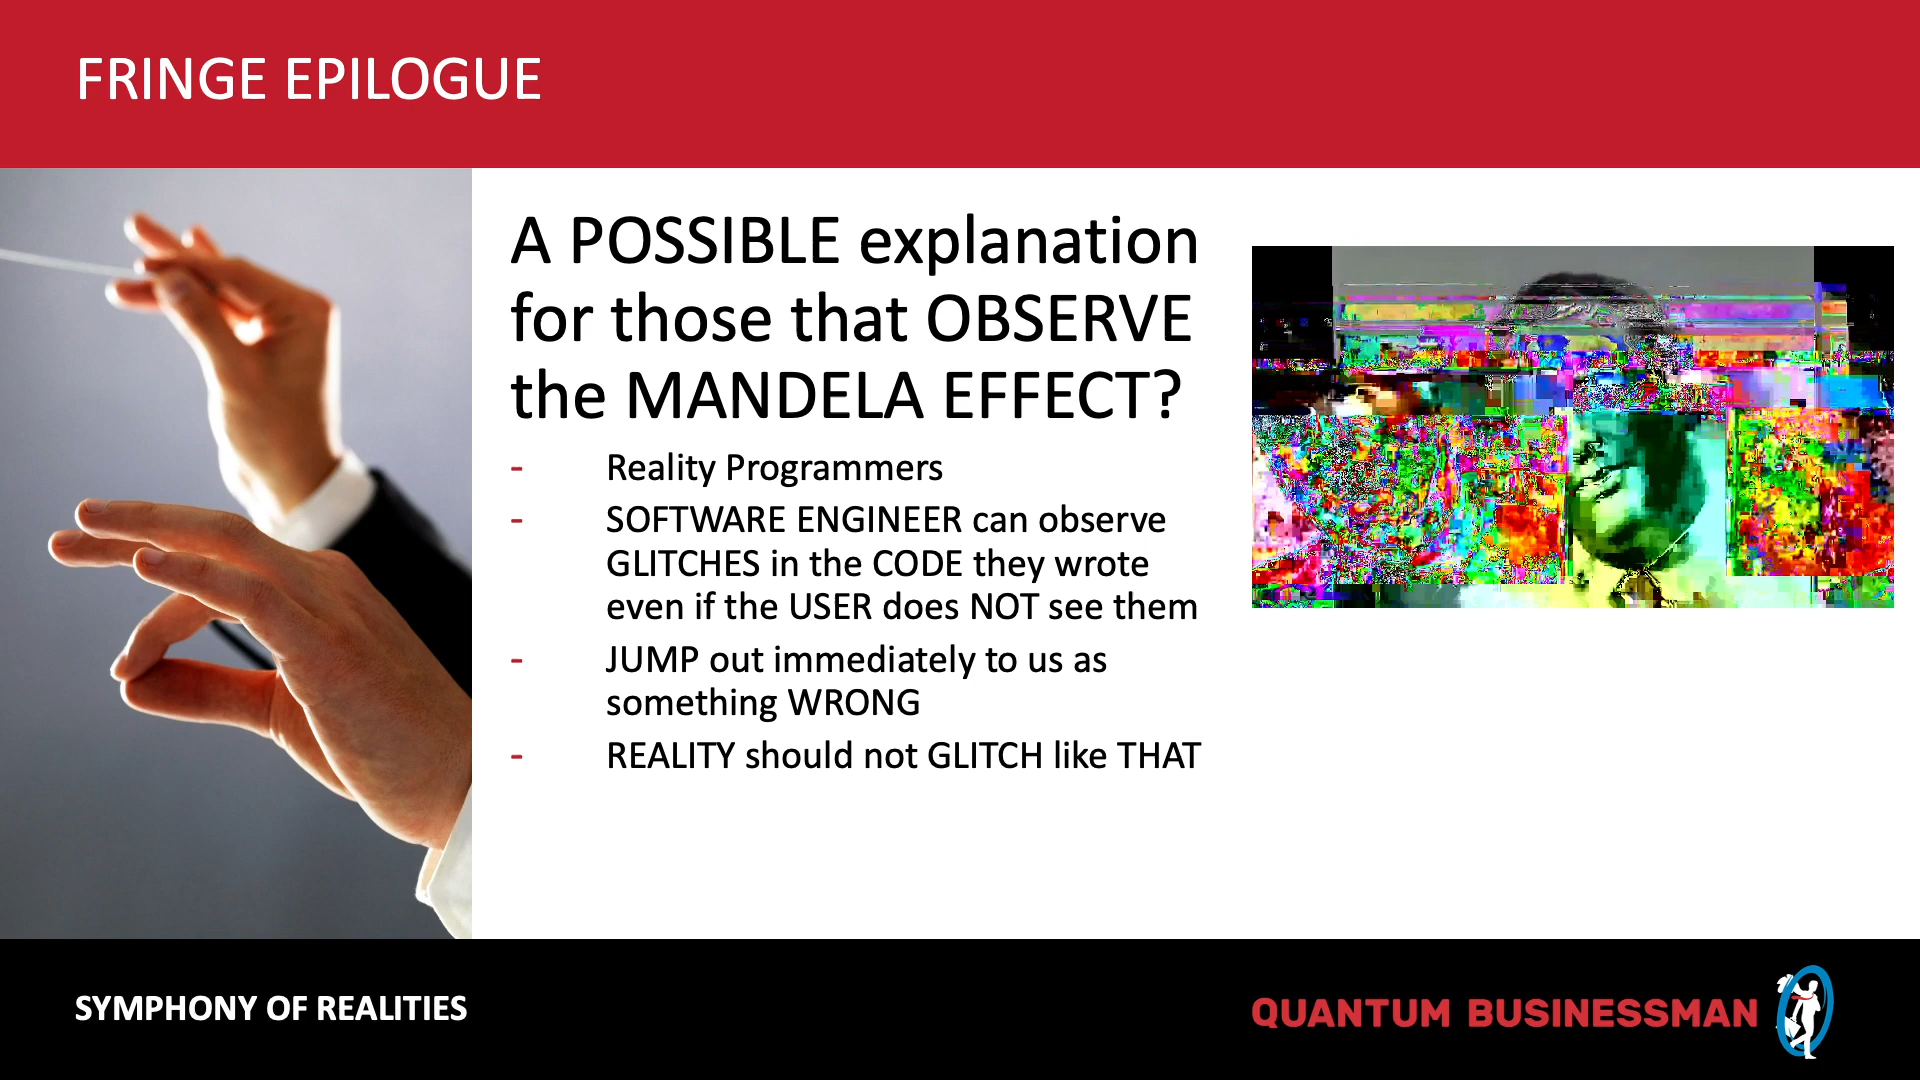 FRINGE EPILOGUE
A POSSIBLE explanation
for those that OBSERVE
the MANDELA EFFECT?
- Reality Programmers
- SOFTWARE ENGINEER can observe
GLITCHES in the CODE they wrote
even if the USER does NOT see them
- JUMP out immediately to us as
something WRONG
- REALITY should not GLITCH like THAT
SYMPHONY OF REALITIES
QUANTUM BUSINESSMAN